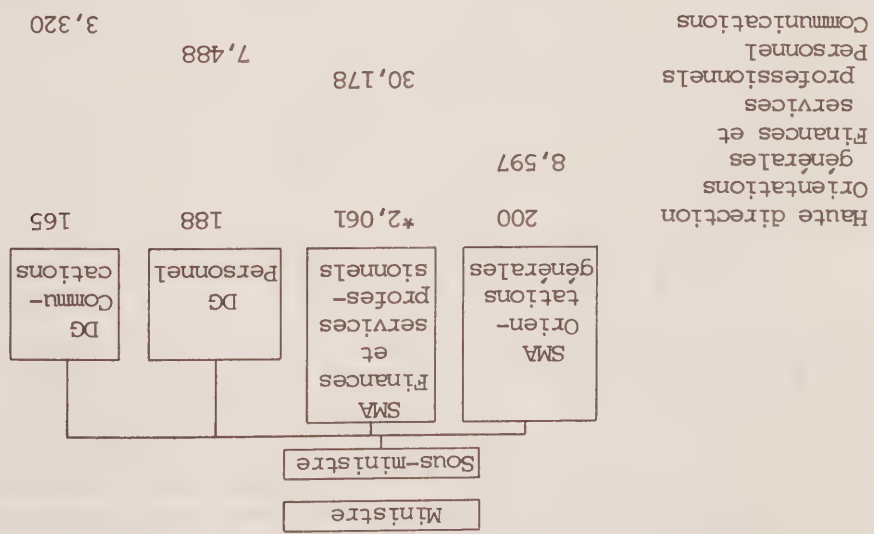 Ministre
Sous-ministre
SMA
Orien-
tations
générales
SMA
Finances
et
services
profes-
sionnels
DG
Personnel
DG
Commu-
cations
Haute direction 200 *2,061 188 165
Orientations
générales 8,597
Finances et
services
professionnels 30,178
Personnel 7,488
Communications 3,320